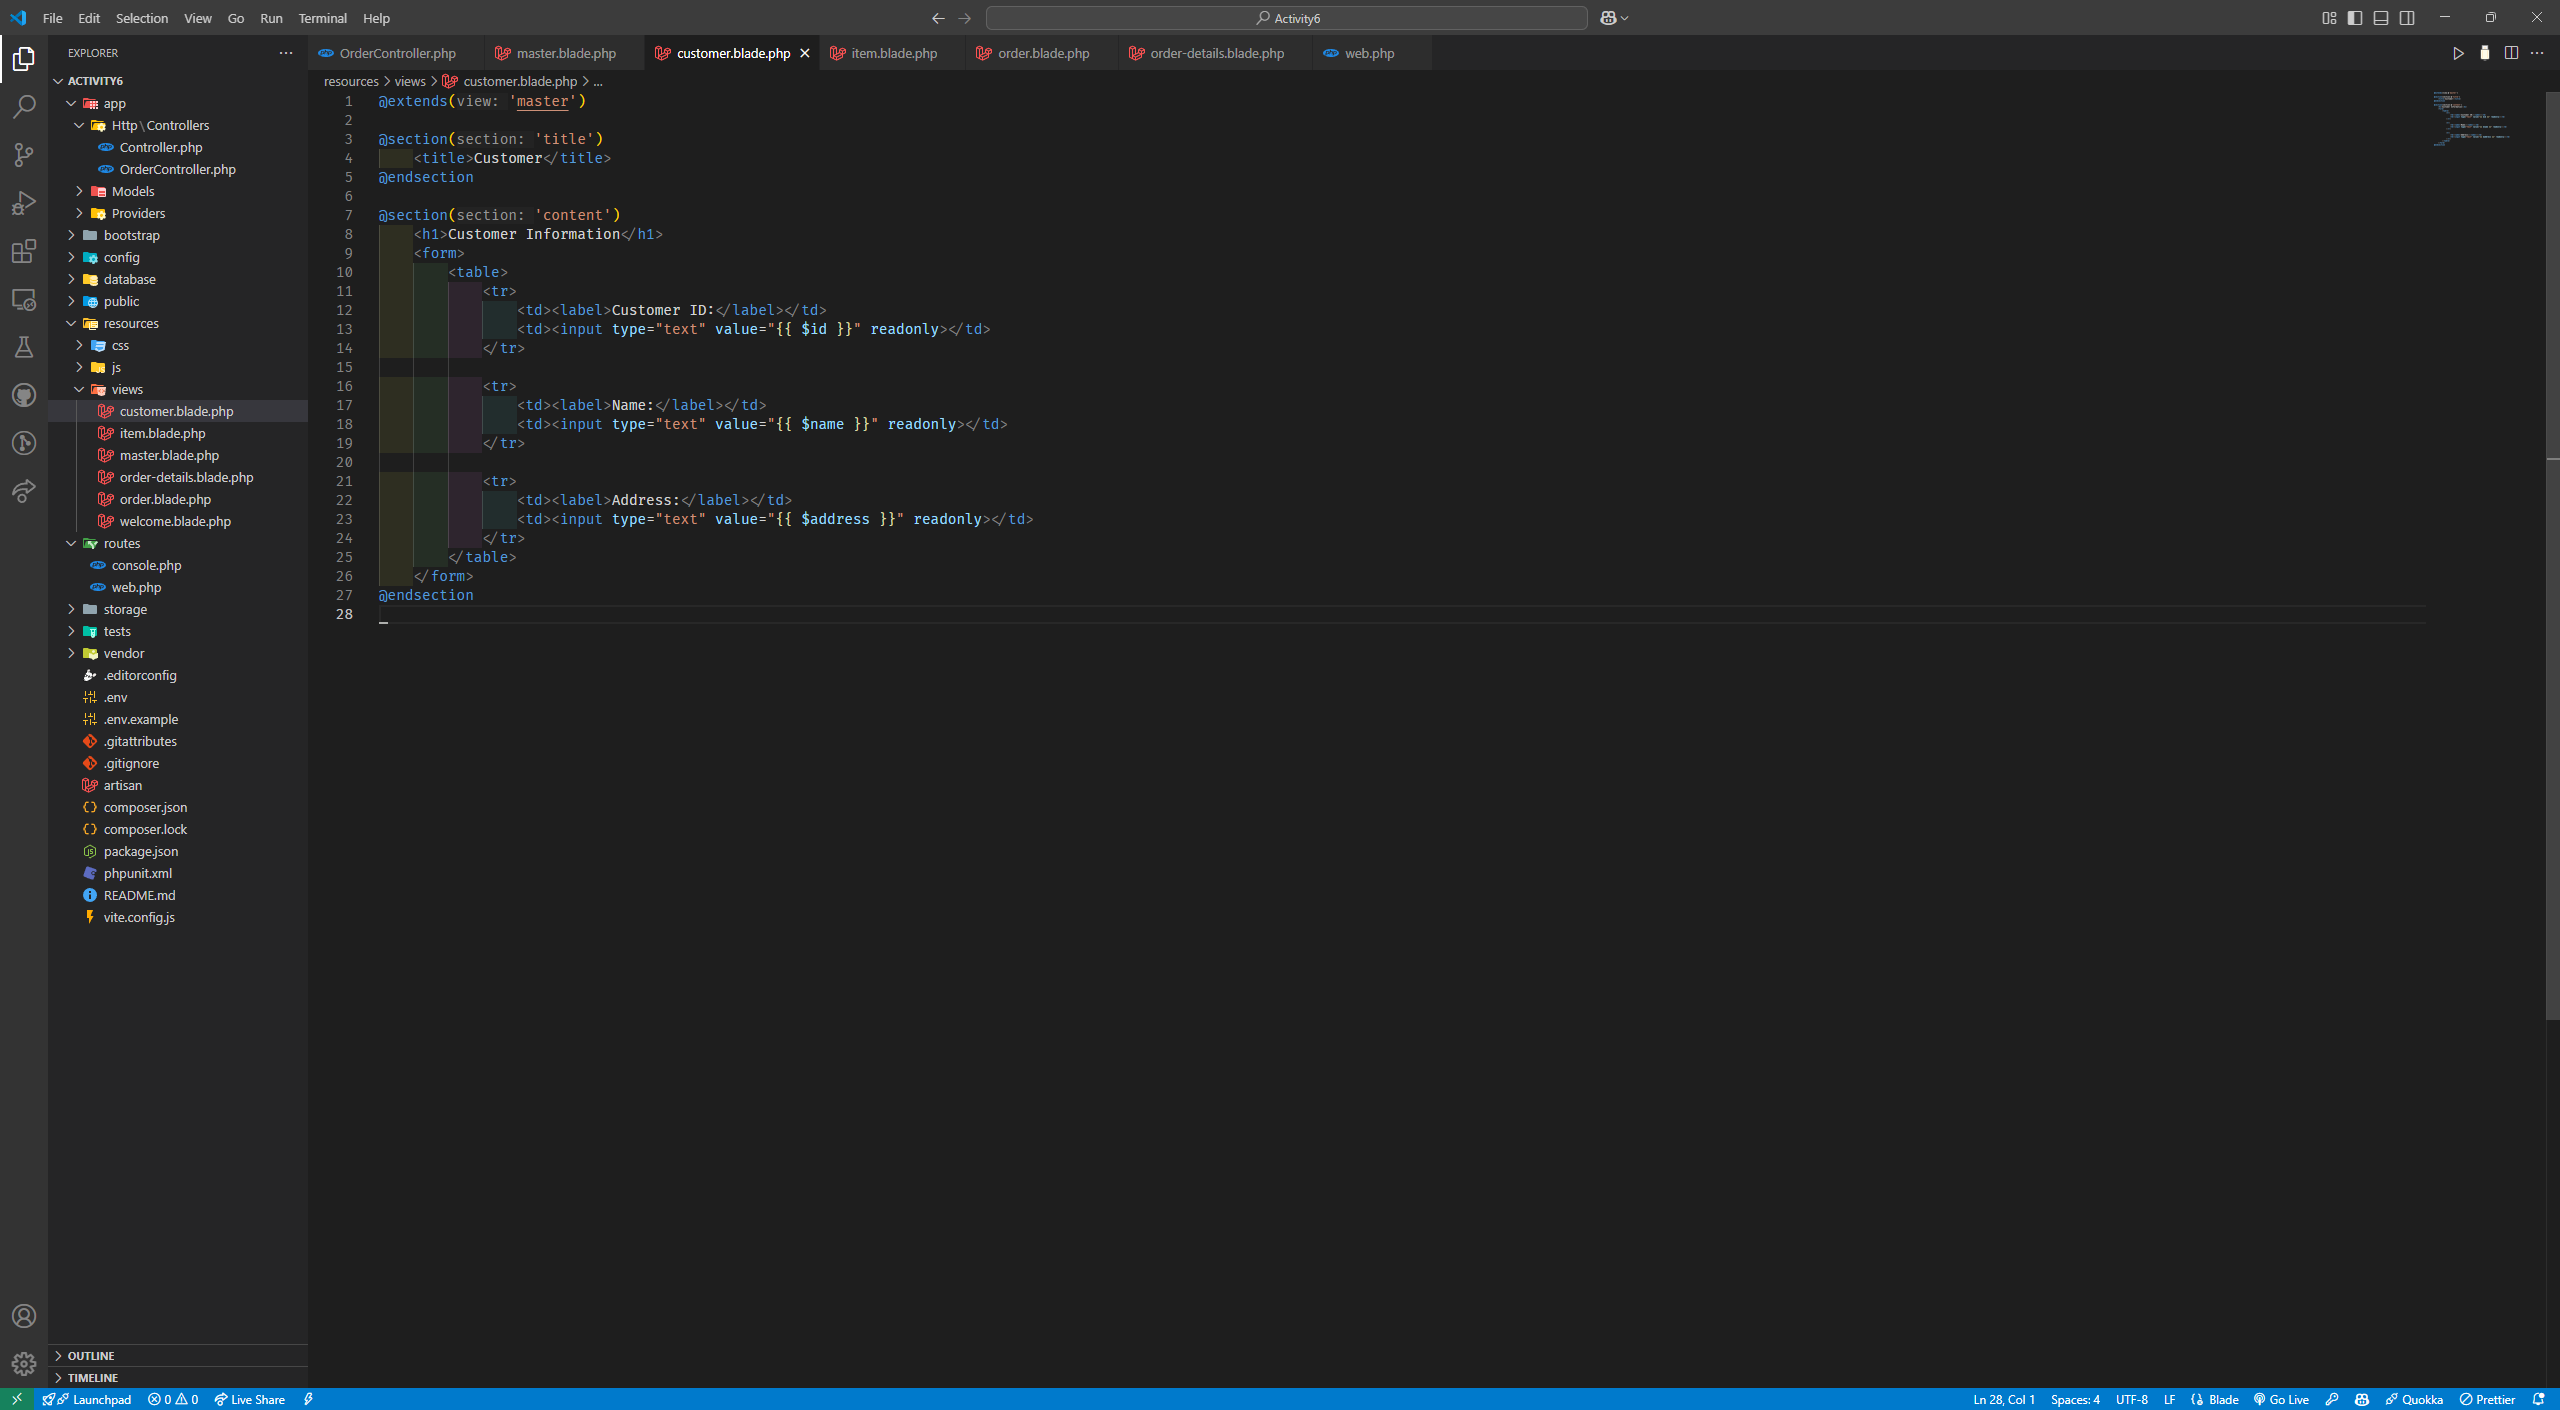 File Edit Selection View Go Run Terminal Help
Activity6
EXPLORER
ACTIVITY6
app
Http\Controllers
Controller.php
OrderController.php
Models
Providers
bootstrap
config
database
public
resources
css
js
views
customer.blade.php
item.blade.php
master.blade.php
order-details.blade.php
order.blade.php
welcome.blade.php
routes
console.php
web.php
storage
tests
vendor
.editorconfig
.env
.env.example
.gitattributes
.gitignore
artisan
composer.json
composer.lock
package.json
phpunit.xml
README.md
vite.config.js
OUTLINE
TIMELINE
OrderController.php master.blade.php customer.blade.php item.blade.php order.blade.php order-details.blade.php web.php
resources > views > customer.blade.php > ...
1 @extends(view: 'master')
2
3 @section(section: 'title')
4 <title>Customer</title>
5 @endsection
6
7 @section(section: 'content')
8 <h1>Customer Information</h1>
9 <form>
10 <table>
11 <tr>
12 <td><label>Customer ID:</label></td>
13 <td><input type="text" value="{{ $id }}" readonly></td>
14 </tr>
15
16 <tr>
17 <td><label>Name:</label></td>
18 <td><input type="text" value="{{ $name }}" readonly></td>
19 </tr>
20
21 <tr>
22 <td><label>Address:</label></td>
23 <td><input type="text" value="{{ $address }}" readonly></td>
24 </tr>
25 </table>
26 </form>
27 @endsection
28
Launchpad 0 0 Live Share
Ln 28, Col 1 Spaces: 4 UTF-8 LF Blade Go Live Quokka Prettier